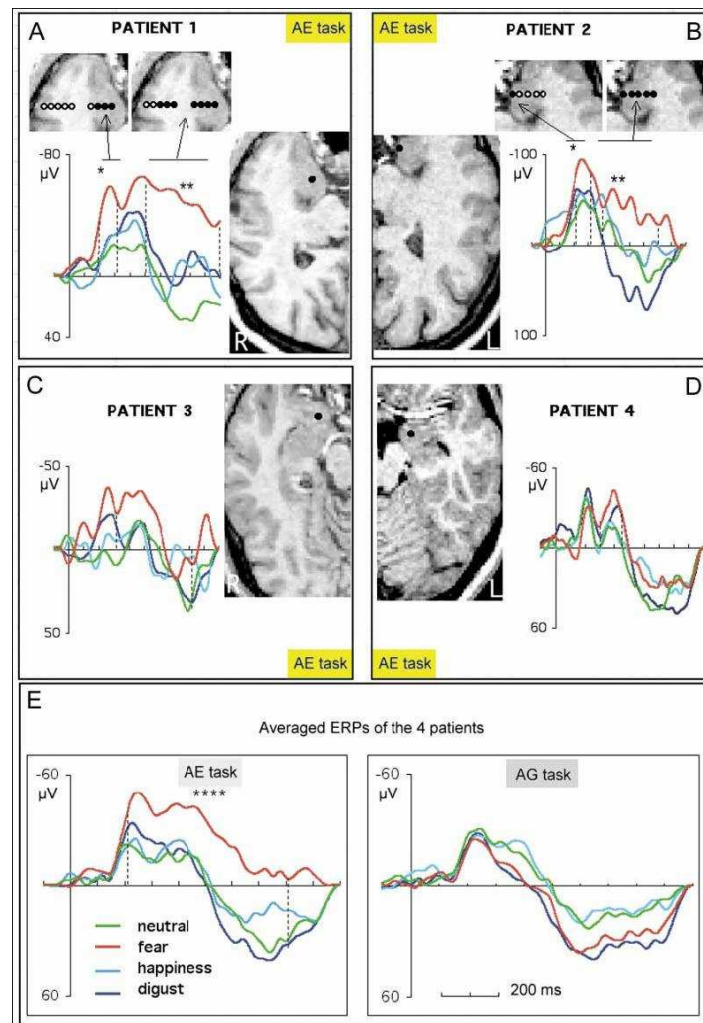 A
PATIENT 1
AE task
-80
µV
*
**
40
R
AE task
PATIENT 2
B
-100
µV
*
**
100
L
C
PATIENT 3
-50
µV
50
R
AE task
D
PATIENT 4
-60
µV
60
L
AE task
E
Averaged ERPs of the 4 patients
-60
µV
AE task
****
neutral
fear
happiness
digust
60
-60
µV
AG task
60
200 ms